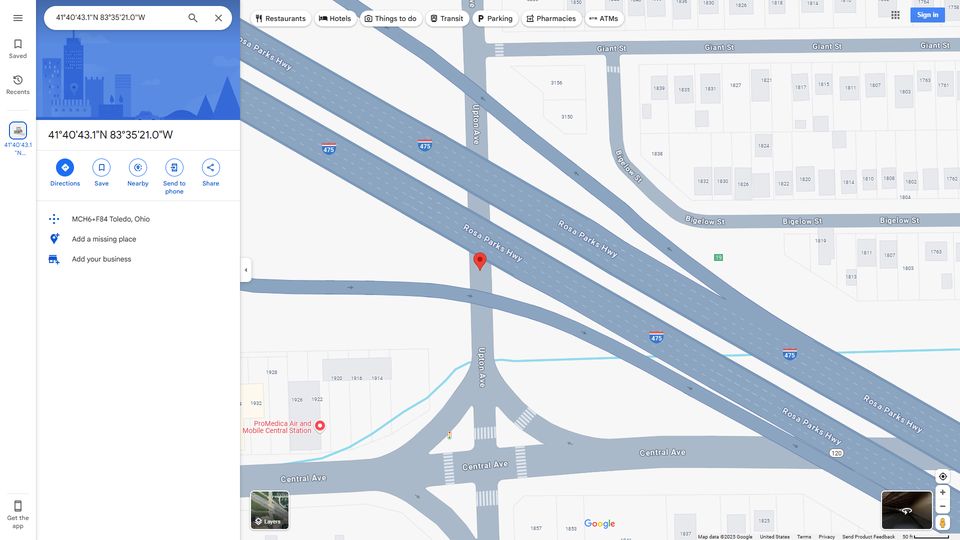 41°40'43.1"N 83°35'21.0"W
Restaurants
Hotels
Things to do
Transit
Parking
Pharmacies
ATMs
Sign in
Saved
Recents
41°40'43.1
"N...
41°40'43.1"N 83°35'21.0"W
Directions
Save
Nearby
Send to
phone
Share
MCH6+F84 Toledo, Ohio
Add a missing place
Add your business
Get the
app
Rosa Parks Hwy
Upton Ave
Giant St
Giant St
Giant St
Giant St
3156
3150
1839
1835
1831
1827
1821
1817
1815
1811
1807
1803
1763
1761
1838
1824
1832
1830
1826
1822
1820
1814
1810
1808
1804
1802
1762
Bigelow St
Bigelow St
Bigelow St
Bigelow St
475
475
Rosa Parks Hwy
Rosa Parks Hwy
19
1819
1811
1807
1763
1813
1803
475
475
Upton Ave
1928
1920
1916
1914
1932
1926
1922
ProMedica Air and
Mobile Central Station
Rosa Parks Hwy
Rosa Parks Hwy
120
Central Ave
Central Ave
Central Ave
Layers
Google
1857
1853
1837
1833
1825
Map data ©2025 Google
United States
Terms
Privacy
Send Product Feedback
50 ft